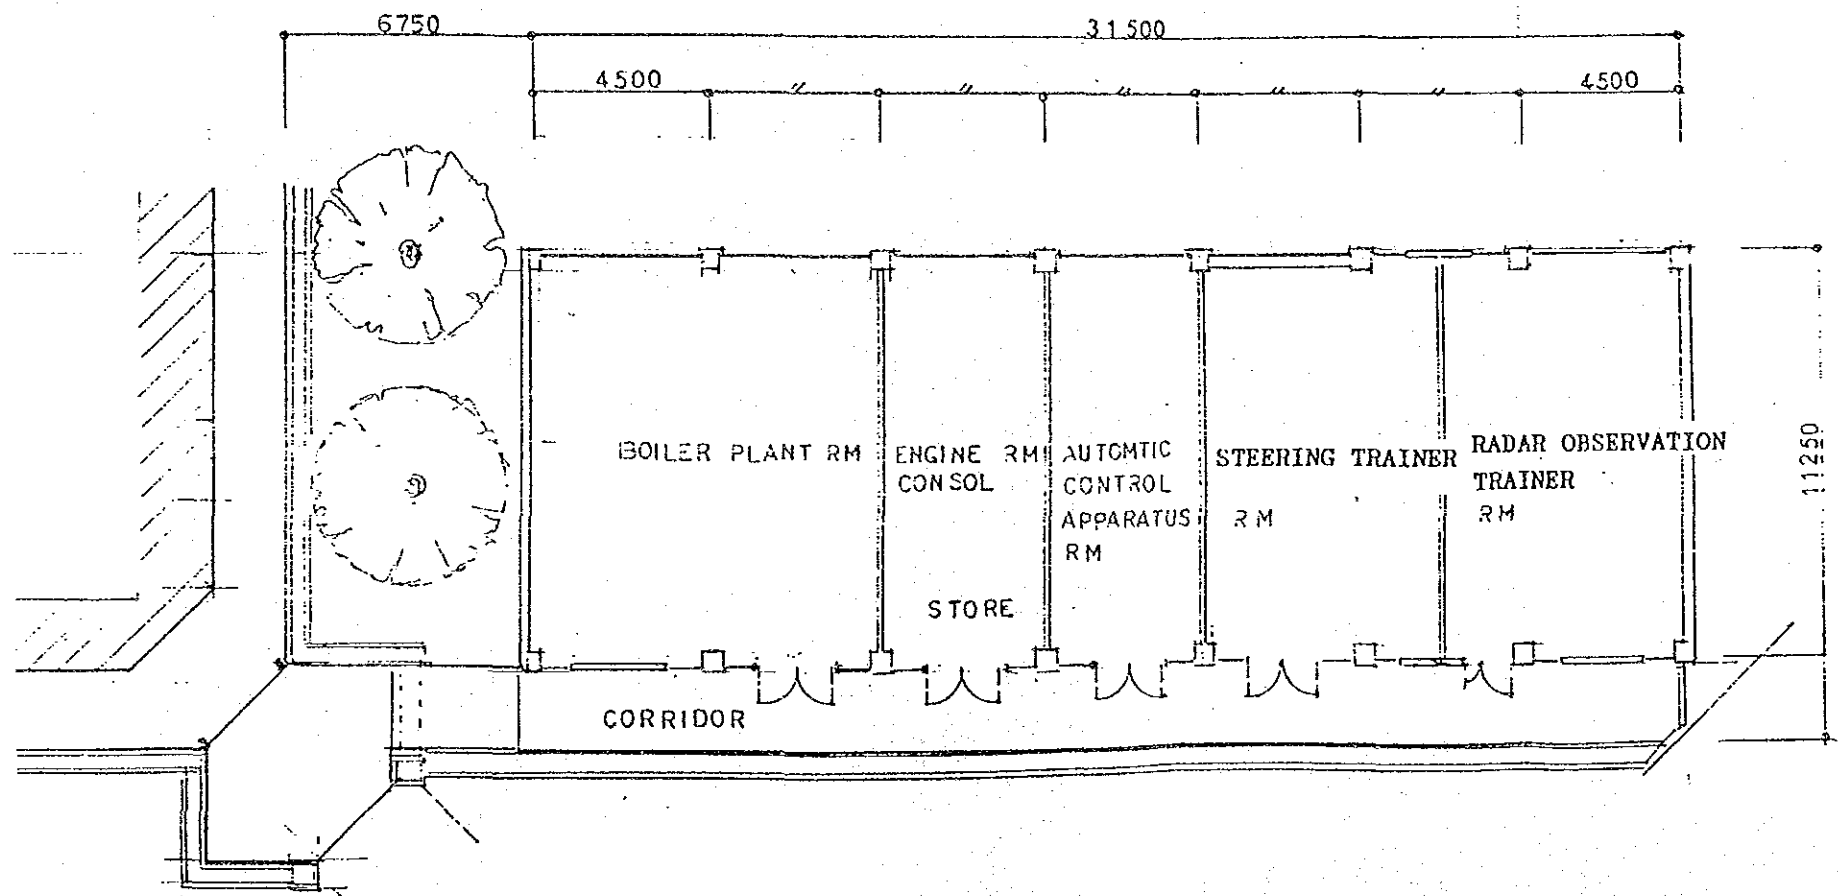 6750
31500
4500
〃
〃
〃
〃
〃
4500
BOILER PLANT RM
ENGINE RM
CONSOL
AUTOMTIC
CONTROL
APPARATUS
RM
STEERING TRAINER
RM
RADAR OBSERVATION
TRAINER
RM
11250
STORE
CORRIDOR